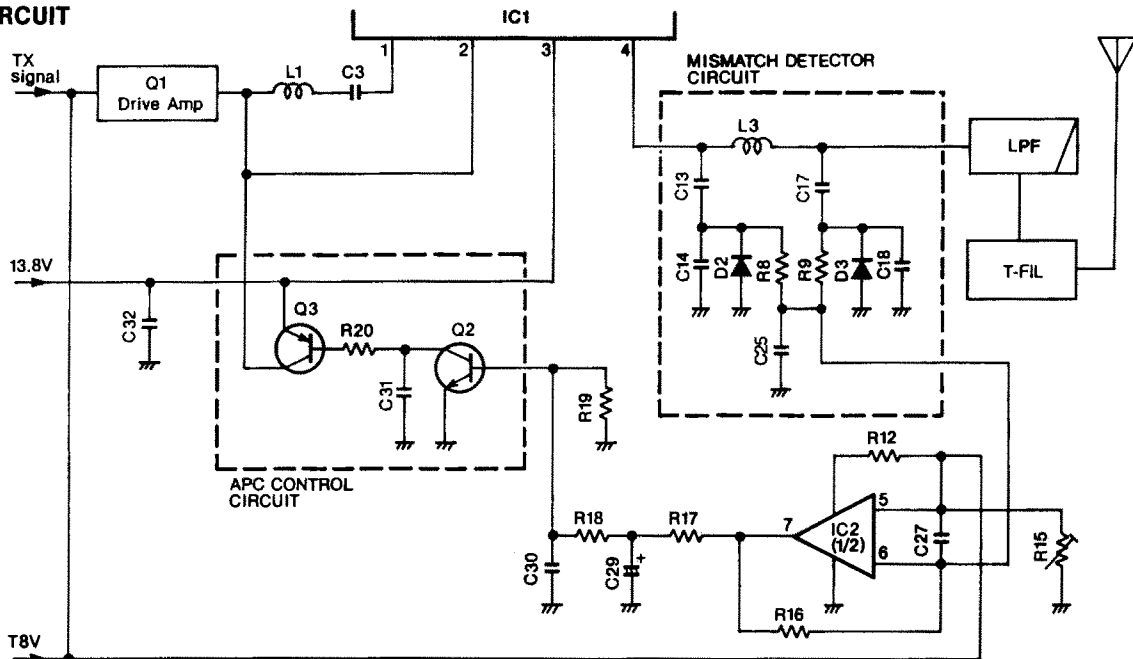 RCUIT
IC1
1
2
3
4
TX
signal
Q1
Drive Amp
L1
C3
MISMATCH DETECTOR
CIRCUIT
L3
LPF
C13
C17
C14
D2
R8
R9
D3
C18
T-FIL
C25
13.8V
C32
Q3
R20
Q2
C31
R19
APC CONTROL
CIRCUIT
R12
5
7
IC2
(1/2)
6
C27
R15
R18
R17
C30
C29
+
R16
T8V